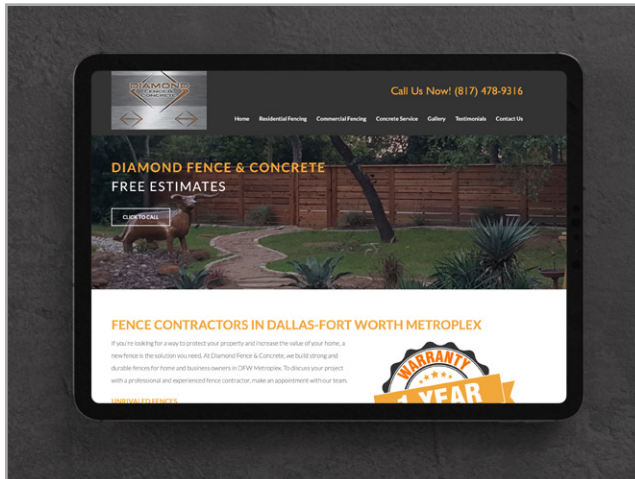 DIAMOND
FENCE &
CONCRETE
Call Us Now! (817) 478-9316
Home Residential Fencing Commercial Fencing Concrete Service Gallery Testimonials Contact Us
DIAMOND FENCE & CONCRETE
FREE ESTIMATES
CLICK TO CALL
FENCE CONTRACTORS IN DALLAS-FORT WORTH METROPLEX
If you're looking for a way to protect your property and increase the value of your home, a
new fence is the solution you need. At Diamond Fence & Concrete, we build strong and
durable fences for home and business owners in DFW Metroplex. To discuss your project
with a professional and experienced fence contractor, make an appointment with our team.
WARRANTY
1 YEAR
UNRIVALED FENCES